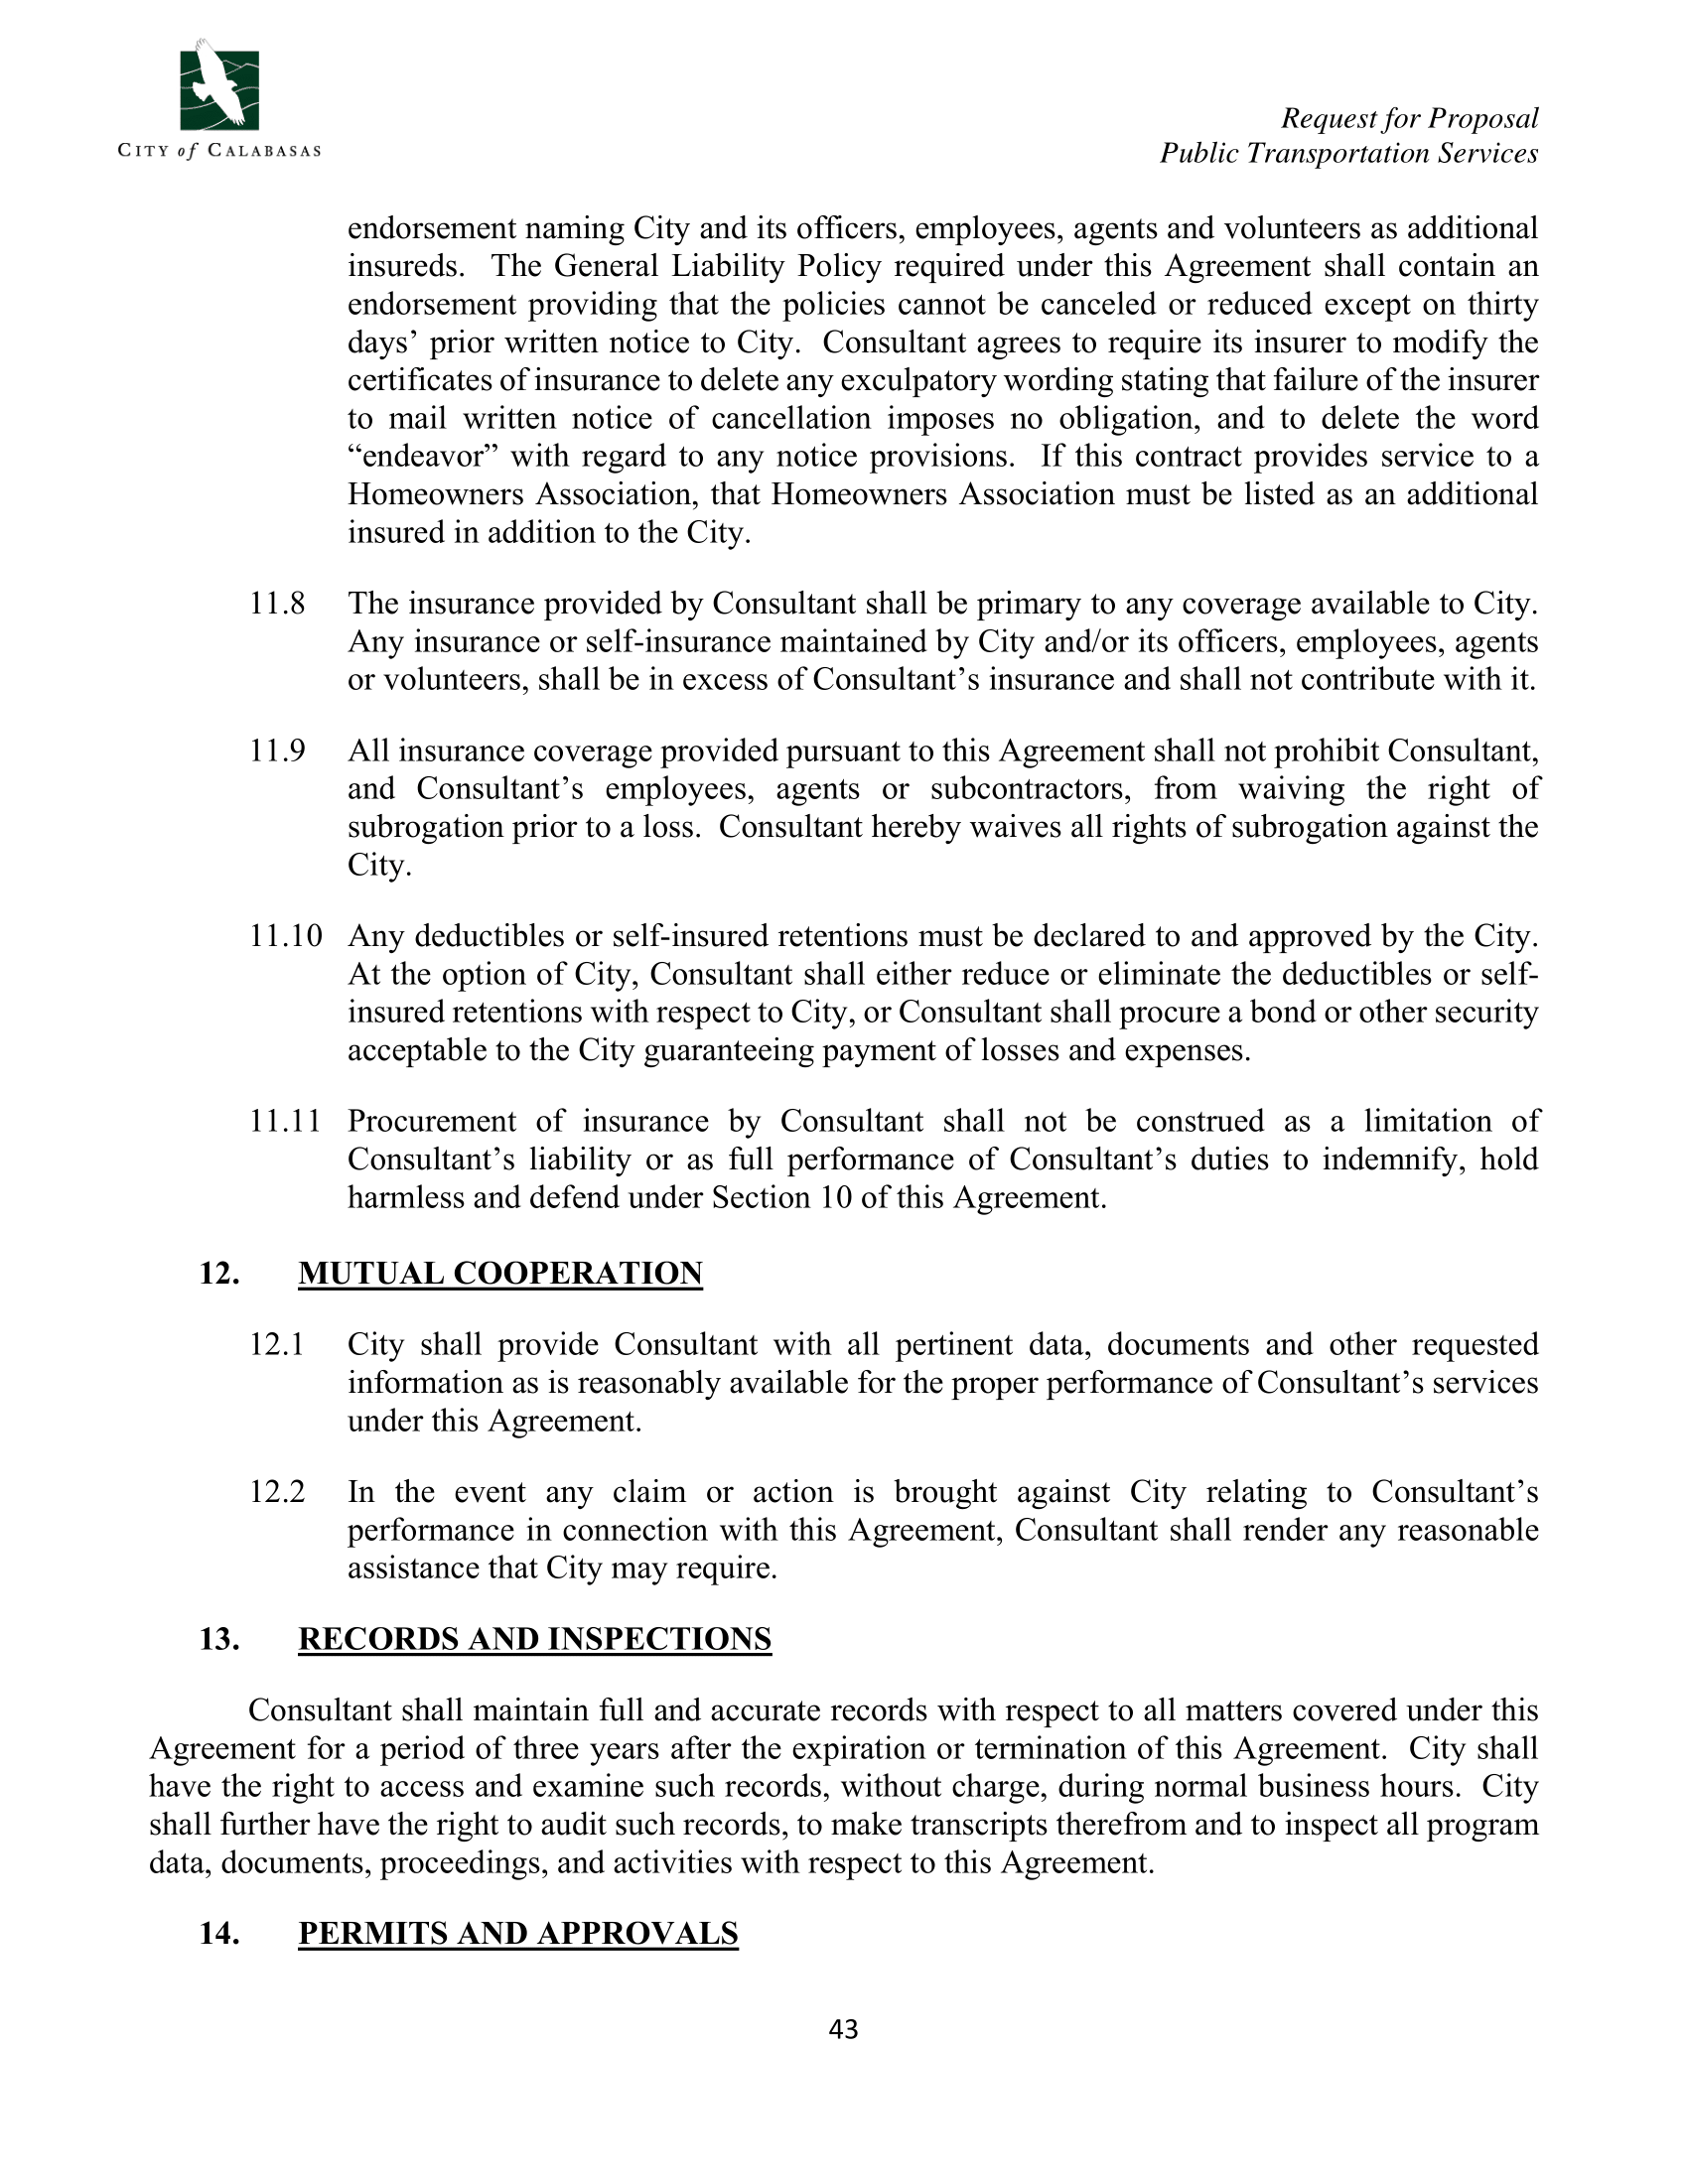 CITY of CALABASAS
Request for Proposal
Public Transportation Services
endorsement naming City and its officers, employees, agents and volunteers as additional
insureds.  The General Liability Policy required under this Agreement shall contain an
endorsement providing that the policies cannot be canceled or reduced except on thirty
days’ prior written notice to City.  Consultant agrees to require its insurer to modify the
certificates of insurance to delete any exculpatory wording stating that failure of the insurer
to mail written notice of cancellation imposes no obligation, and to delete the word
“endeavor” with regard to any notice provisions.  If this contract provides service to a
Homeowners Association, that Homeowners Association must be listed as an additional
insured in addition to the City.
11.8 The insurance provided by Consultant shall be primary to any coverage available to City.
Any insurance or self-insurance maintained by City and/or its officers, employees, agents
or volunteers, shall be in excess of Consultant’s insurance and shall not contribute with it.
11.9 All insurance coverage provided pursuant to this Agreement shall not prohibit Consultant,
and Consultant’s employees, agents or subcontractors, from waiving the right of
subrogation prior to a loss.  Consultant hereby waives all rights of subrogation against the
City.
11.10 Any deductibles or self-insured retentions must be declared to and approved by the City.
At the option of City, Consultant shall either reduce or eliminate the deductibles or self-
insured retentions with respect to City, or Consultant shall procure a bond or other security
acceptable to the City guaranteeing payment of losses and expenses.
11.11 Procurement of insurance by Consultant shall not be construed as a limitation of
Consultant’s liability or as full performance of Consultant’s duties to indemnify, hold
harmless and defend under Section 10 of this Agreement.
12. MUTUAL COOPERATION
12.1 City shall provide Consultant with all pertinent data, documents and other requested
information as is reasonably available for the proper performance of Consultant’s services
under this Agreement.
12.2 In the event any claim or action is brought against City relating to Consultant’s
performance in connection with this Agreement, Consultant shall render any reasonable
assistance that City may require.
13. RECORDS AND INSPECTIONS
Consultant shall maintain full and accurate records with respect to all matters covered under this
Agreement for a period of three years after the expiration or termination of this Agreement.  City shall
have the right to access and examine such records, without charge, during normal business hours.  City
shall further have the right to audit such records, to make transcripts therefrom and to inspect all program
data, documents, proceedings, and activities with respect to this Agreement.
14. PERMITS AND APPROVALS
43